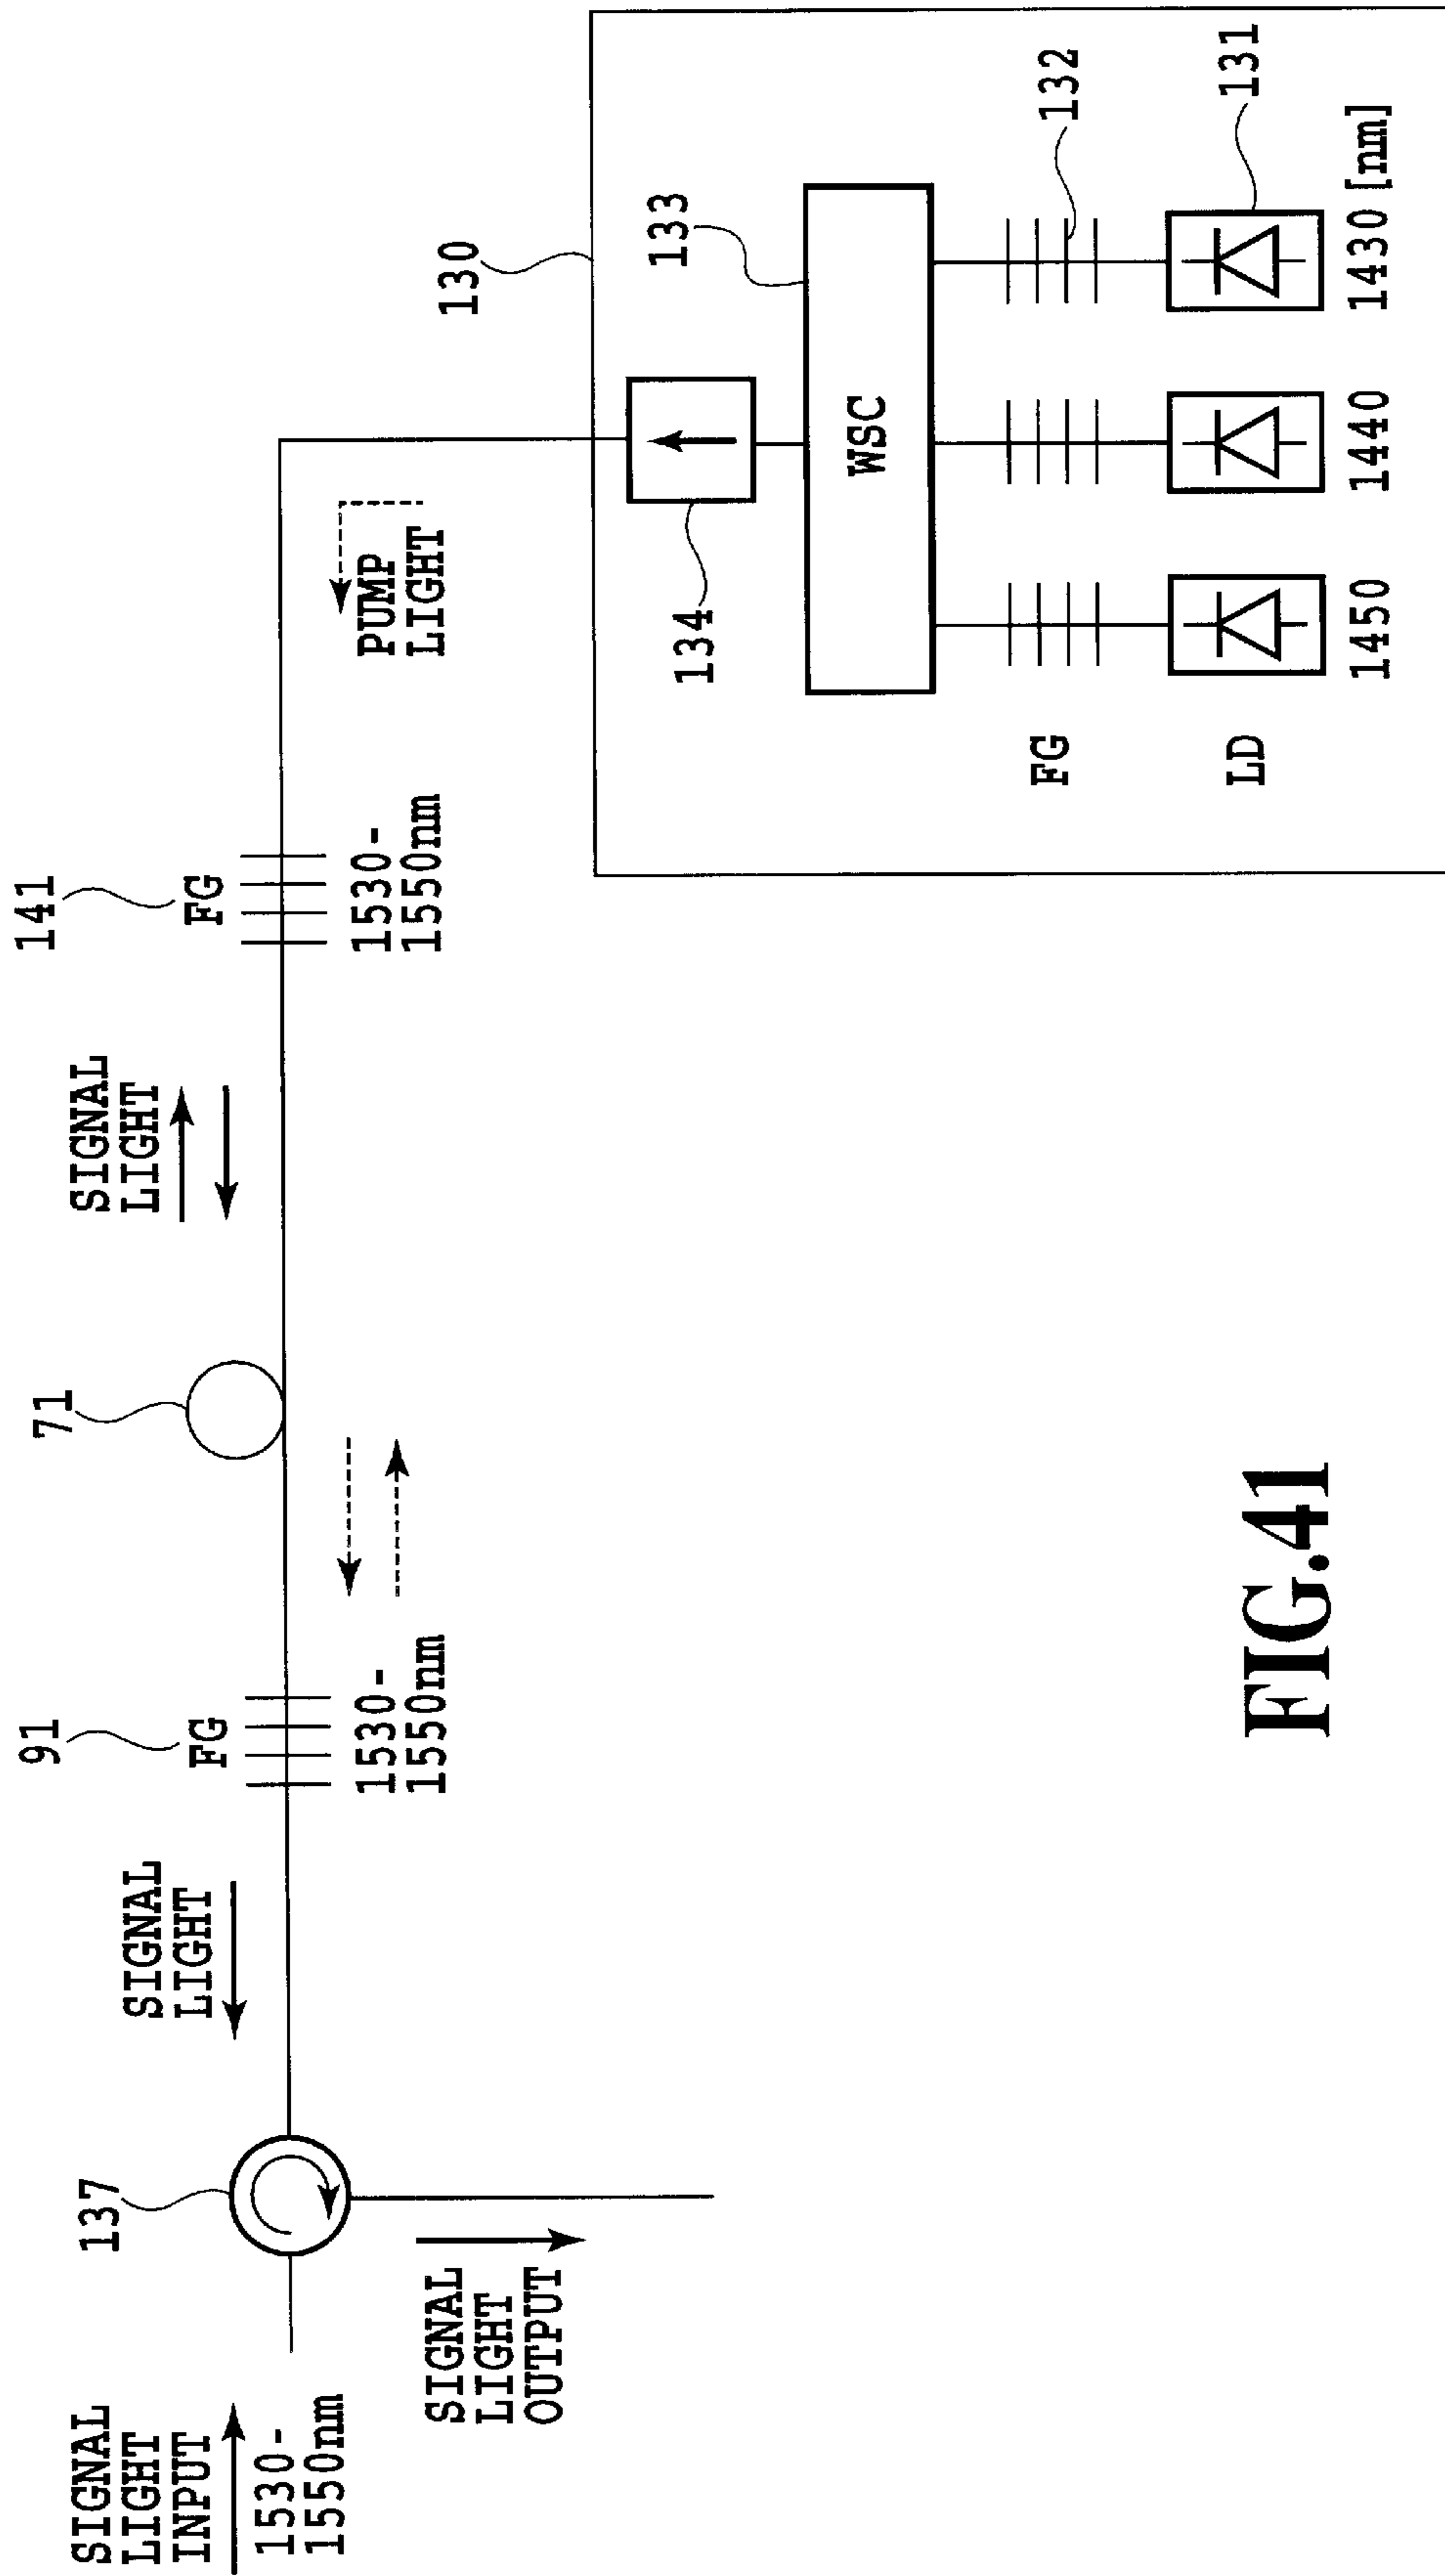 SIGNAL
LIGHT
INPUT
1530-
1550nm
137
SIGNAL
LIGHT
OUTPUT
SIGNAL
LIGHT
91
FG
1530-
1550nm
71
SIGNAL
LIGHT
141
FG
1530-
1550nm
PUMP
LIGHT
130
134
133
WSC
132
FG
131
LD
1450 1440 1430 [nm]
FIG.41